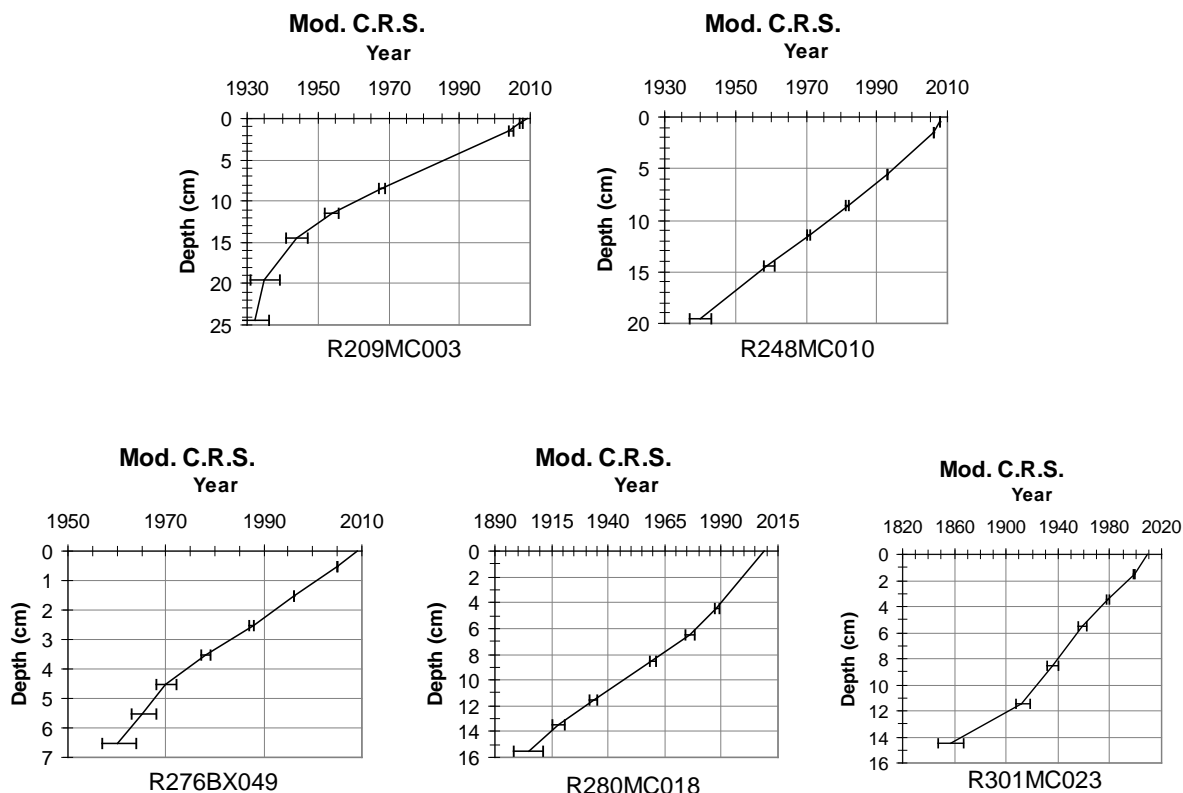 Mod. C.R.S.
Year
1930 1950 1970 1990 2010
0
5
10
15
20
25
Depth (cm)
R209MC003
Mod. C.R.S.
Year
1930 1950 1970 1990 2010
0
5
10
15
20
Depth (cm)
R248MC010
Mod. C.R.S.
Year
1950 1970 1990 2010
0
1
2
3
4
5
6
7
Depth (cm)
R276BX049
Mod. C.R.S.
Year
1890 1915 1940 1965 1990 2015
0
2
4
6
8
10
12
14
16
Depth (cm)
R280MC018
Mod. C.R.S.
Year
1820 1860 1900 1940 1980 2020
0
2
4
6
8
10
12
14
16
Depth (cm)
R301MC023